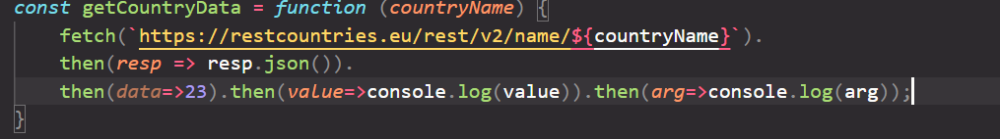 const getCountryData = function (countryName) {
fetch(`https://restcountries.eu/rest/v2/name/${countryName}`).
then(resp => resp.json()).
then(data=>23).then(value=>console.log(value)).then(arg=>console.log(arg));
}